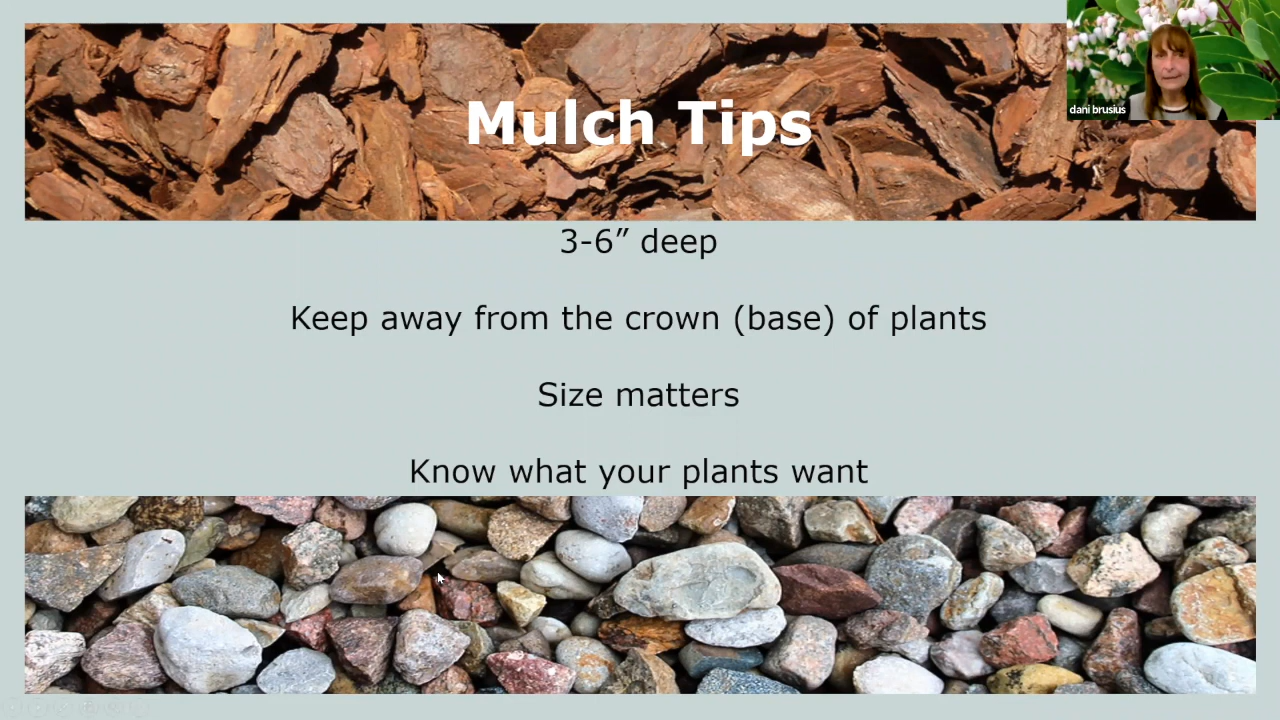 Mulch Tips
dani brusius
3-6” deep
Keep away from the crown (base) of plants
Size matters
Know what your plants want